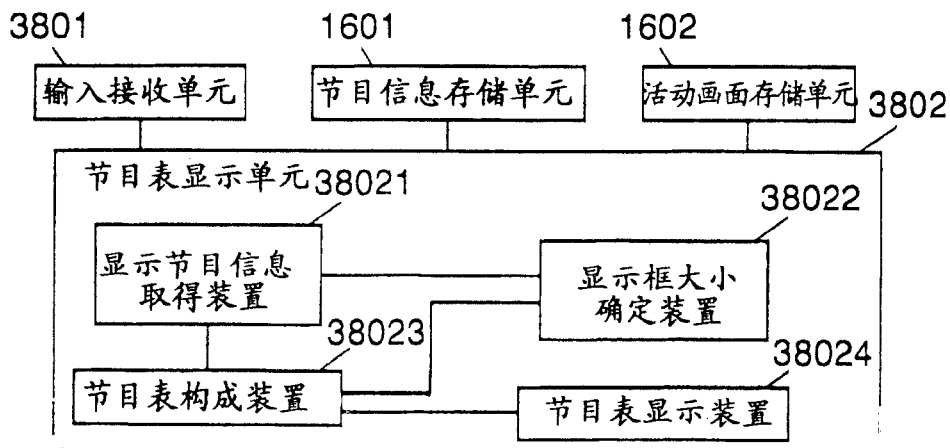 3801
1601
1602
输入接收单元
节目信息存储单元
活动画面存储单元
3802
节目表显示单元
38021
38022
显示节目信息
取得装置
显示框大小
确定装置
38023
38024
节目表构成装置
节目表显示装置